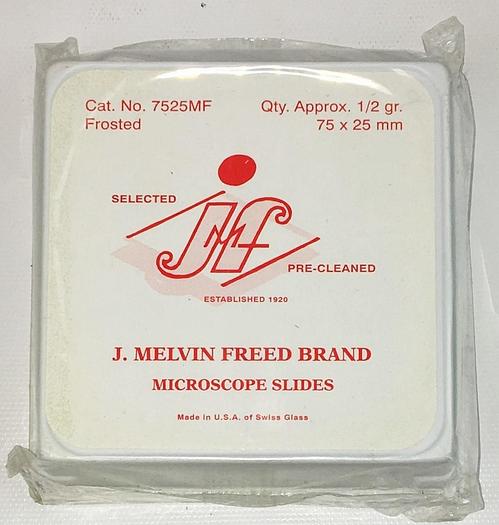 Cat. No. 7525MF
Qty. Approx. 1/2 gr.
Frosted
75 x 25 mm
SELECTED
JMf
PRE-CLEANED
ESTABLISHED 1920
J. MELVIN FREED BRAND
MICROSCOPE SLIDES
Made in U.S.A. of Swiss Glass